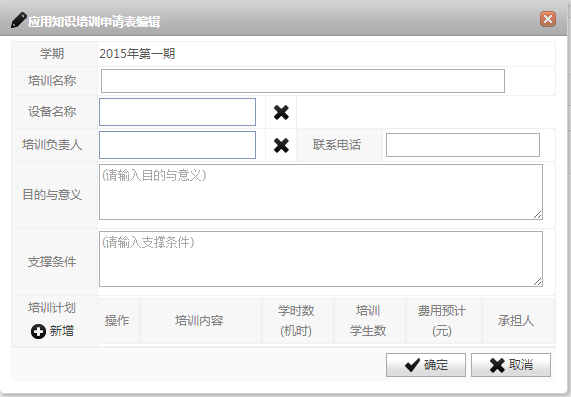 应用知识培训申请表编辑
学期 2015年第一期
培训名称
设备名称
培训负责人 联系电话
目的与意义 (请输入目的与意义)
支撑条件 (请输入支撑条件)
培训计划
新增
操作 培训内容 学时数 培训 费用预计 承担人
(机时) 学生数 (元)
确定 取消